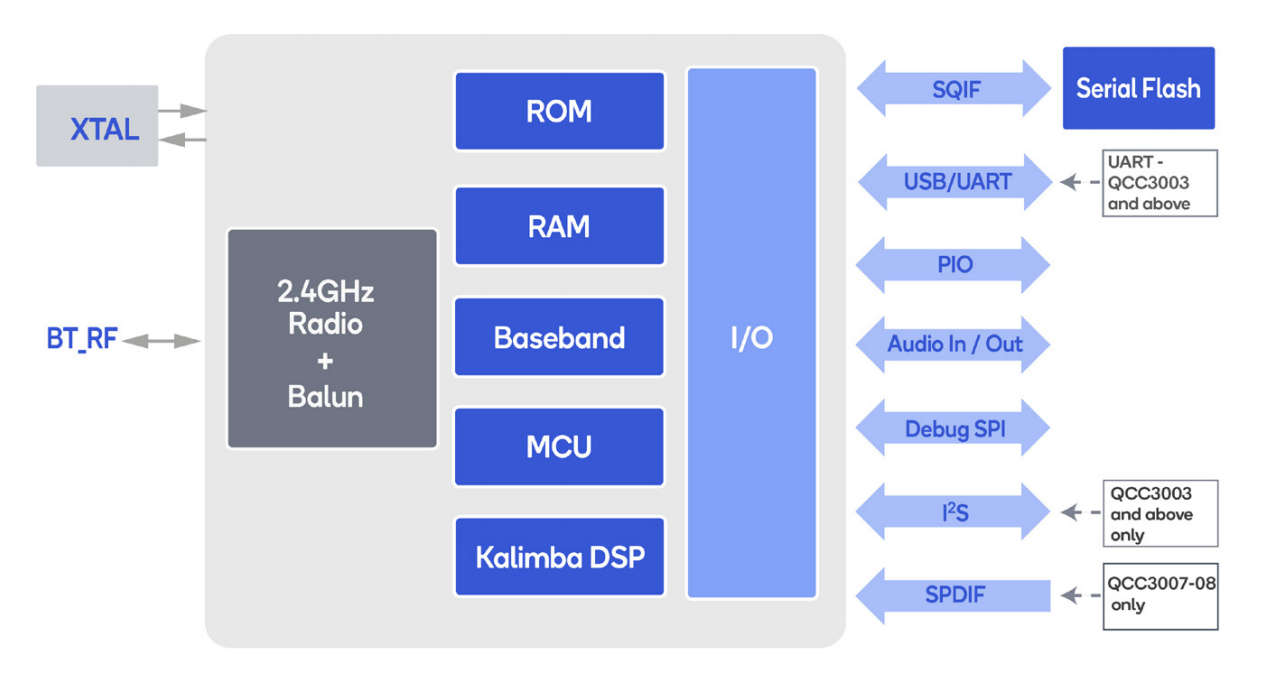 XTAL
BT_RF
2.4GHz
Radio
+
Balun
ROM
RAM
Baseband
MCU
Kalimba DSP
I/O
SQIF
Serial Flash
USB/UART
UART -
QCC3003
and above
PIO
Audio In / Out
Debug SPI
I²S
QCC3003
and above
only
SPDIF
QCC3007-08
only